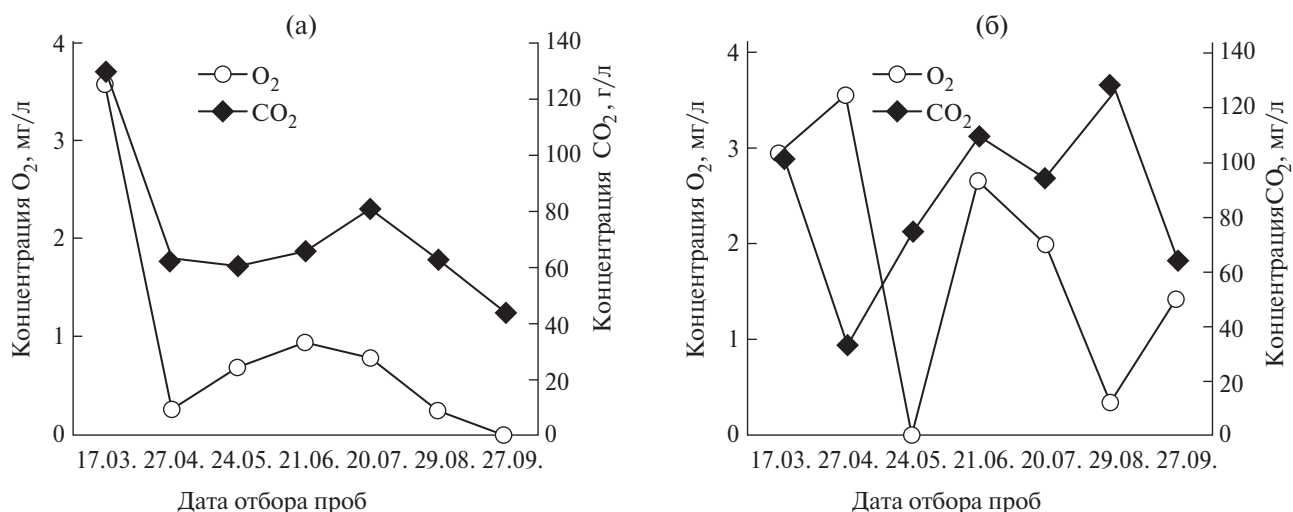 (а)
Концентрация O2, мг/л
4
3
2
1
0
O2
CO2
140
120
100
80
60
40
20
0
Концентрация CO2, г/л
17.03. 27.04. 24.05. 21.06. 20.07. 29.08. 27.09.
Дата отбора проб
(б)
Концентрация O2, мг/л
4
3
2
1
0
O2
CO2
140
120
100
80
60
40
20
0
КонцентрацияCO2, мг/л
17.03. 27.04. 24.05. 21.06. 20.07. 29.08. 27.09.
Дата отбора проб